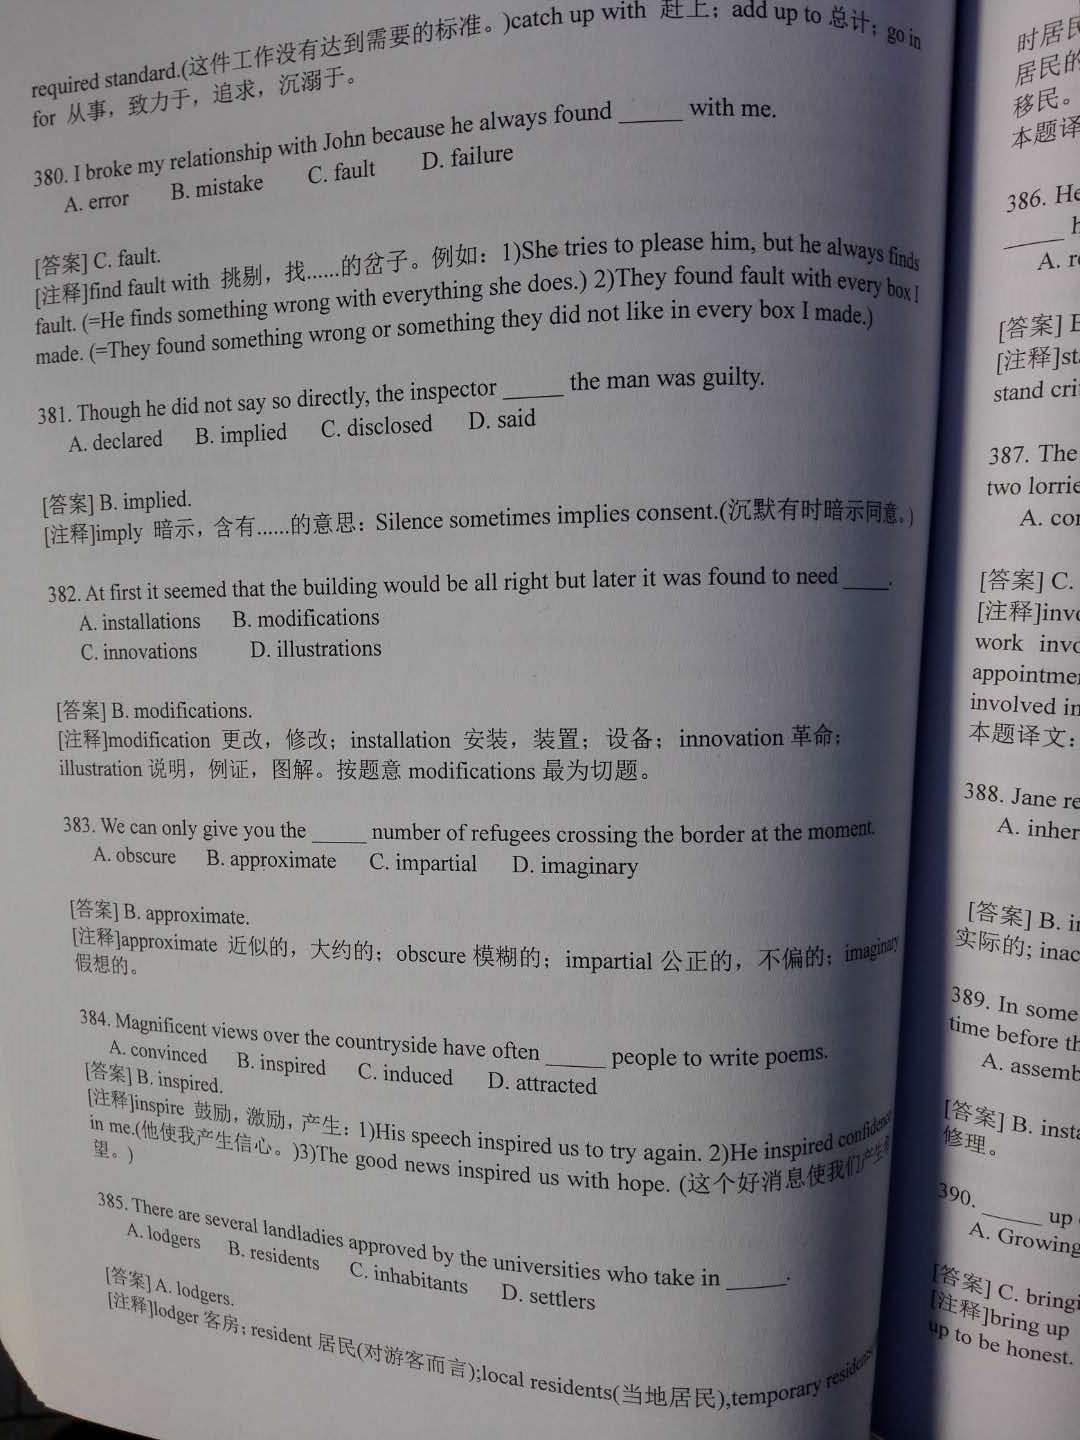 required standard.(这件工作没有达到需要的标准。)catch up with 赶上；add up to 总计；go in
for 从事，致力于，追求，沉溺于。
380. I broke my relationship with John because he always found _____ with me.
A. error B. mistake C. fault D. failure
[答案] C. fault.
[注释]find fault with 挑剔，找……的岔子。例如：1)She tries to please him, but he always finds
fault. (=He finds something wrong with everything she does.) 2)They found fault with every box I
made. (=They found something wrong or something they did not like in every box I made.)
381. Though he did not say so directly, the inspector _____ the man was guilty.
A. declared B. implied C. disclosed D. said
[答案] B. implied.
[注释]imply 暗示，含有……的意思：Silence sometimes implies consent.(沉默有时暗示同意。)
382. At first it seemed that the building would be all right but later it was found to need ____.
A. installations B. modifications
C. innovations D. illustrations
[答案] B. modifications.
[注释]modification 更改，修改；installation 安装，装置；设备；innovation 革命；
illustration 说明，例证，图解。按题意 modifications 最为切题。
383. We can only give you the _____ number of refugees crossing the border at the moment.
A. obscure B. approximate C. impartial D. imaginary
[答案] B. approximate.
[注释]approximate 近似的，大约的；obscure 模糊的；impartial 公正的，不偏的；imaginary
假想的。
384. Magnificent views over the countryside have often _____ people to write poems.
A. convinced B. inspired C. induced D. attracted
[答案] B. inspired.
[注释]inspire 鼓励，激励，产生：1)His speech inspired us to try again. 2)He inspired confidence
in me.(他使我产生信心。)3)The good news inspired us with hope. (这个好消息使我们产生希
望。)
385. There are several landladies approved by the universities who take in _____.
A. lodgers B. residents C. inhabitants D. settlers
[答案] A. lodgers.
[注释]lodger 客房; resident 居民(对游客而言);local residents(当地居民),temporary residents
时居民
居民的
移民。
本题译
386. He
_____ h
A. r
[答案] B
[注释]st
stand cri
387. The
two lorrie
A. con
[答案] C.
[注释]invo
work invo
appointme
involved in
本题译文：
388. Jane re
A. inher
[答案] B. i
实际的; inac
389. In some
time before th
A. assemb
[答案] B. insta
修理。
390. _____ up
A. Growing
[答案] C. bringi
[注释]bring up
up to be honest.